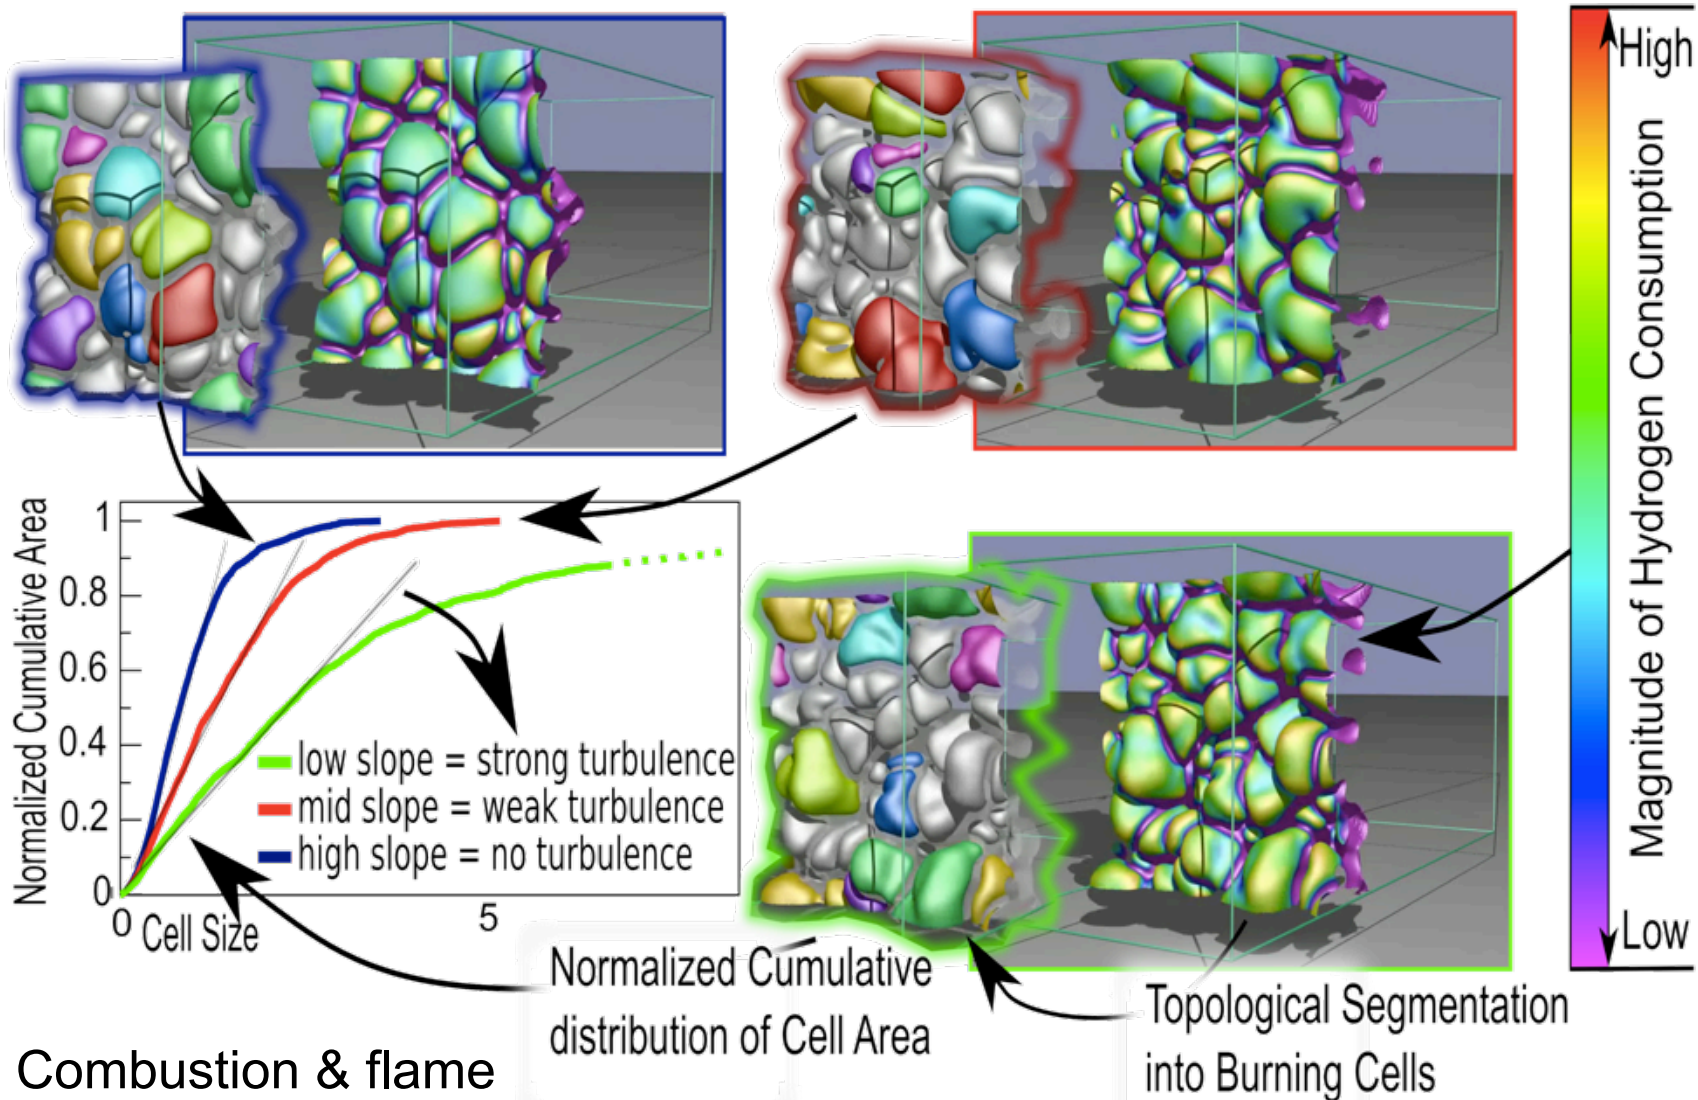 High
Magnitude of Hydrogen Consumption
Low
Normalized Cumulative Area
1
0.8
0.6
0.4
0.2
0
0
5
Cell Size
low slope = strong turbulence
mid slope = weak turbulence
high slope = no turbulence
Normalized Cumulative
distribution of Cell Area
Topological Segmentation
into Burning Cells
Combustion & flame